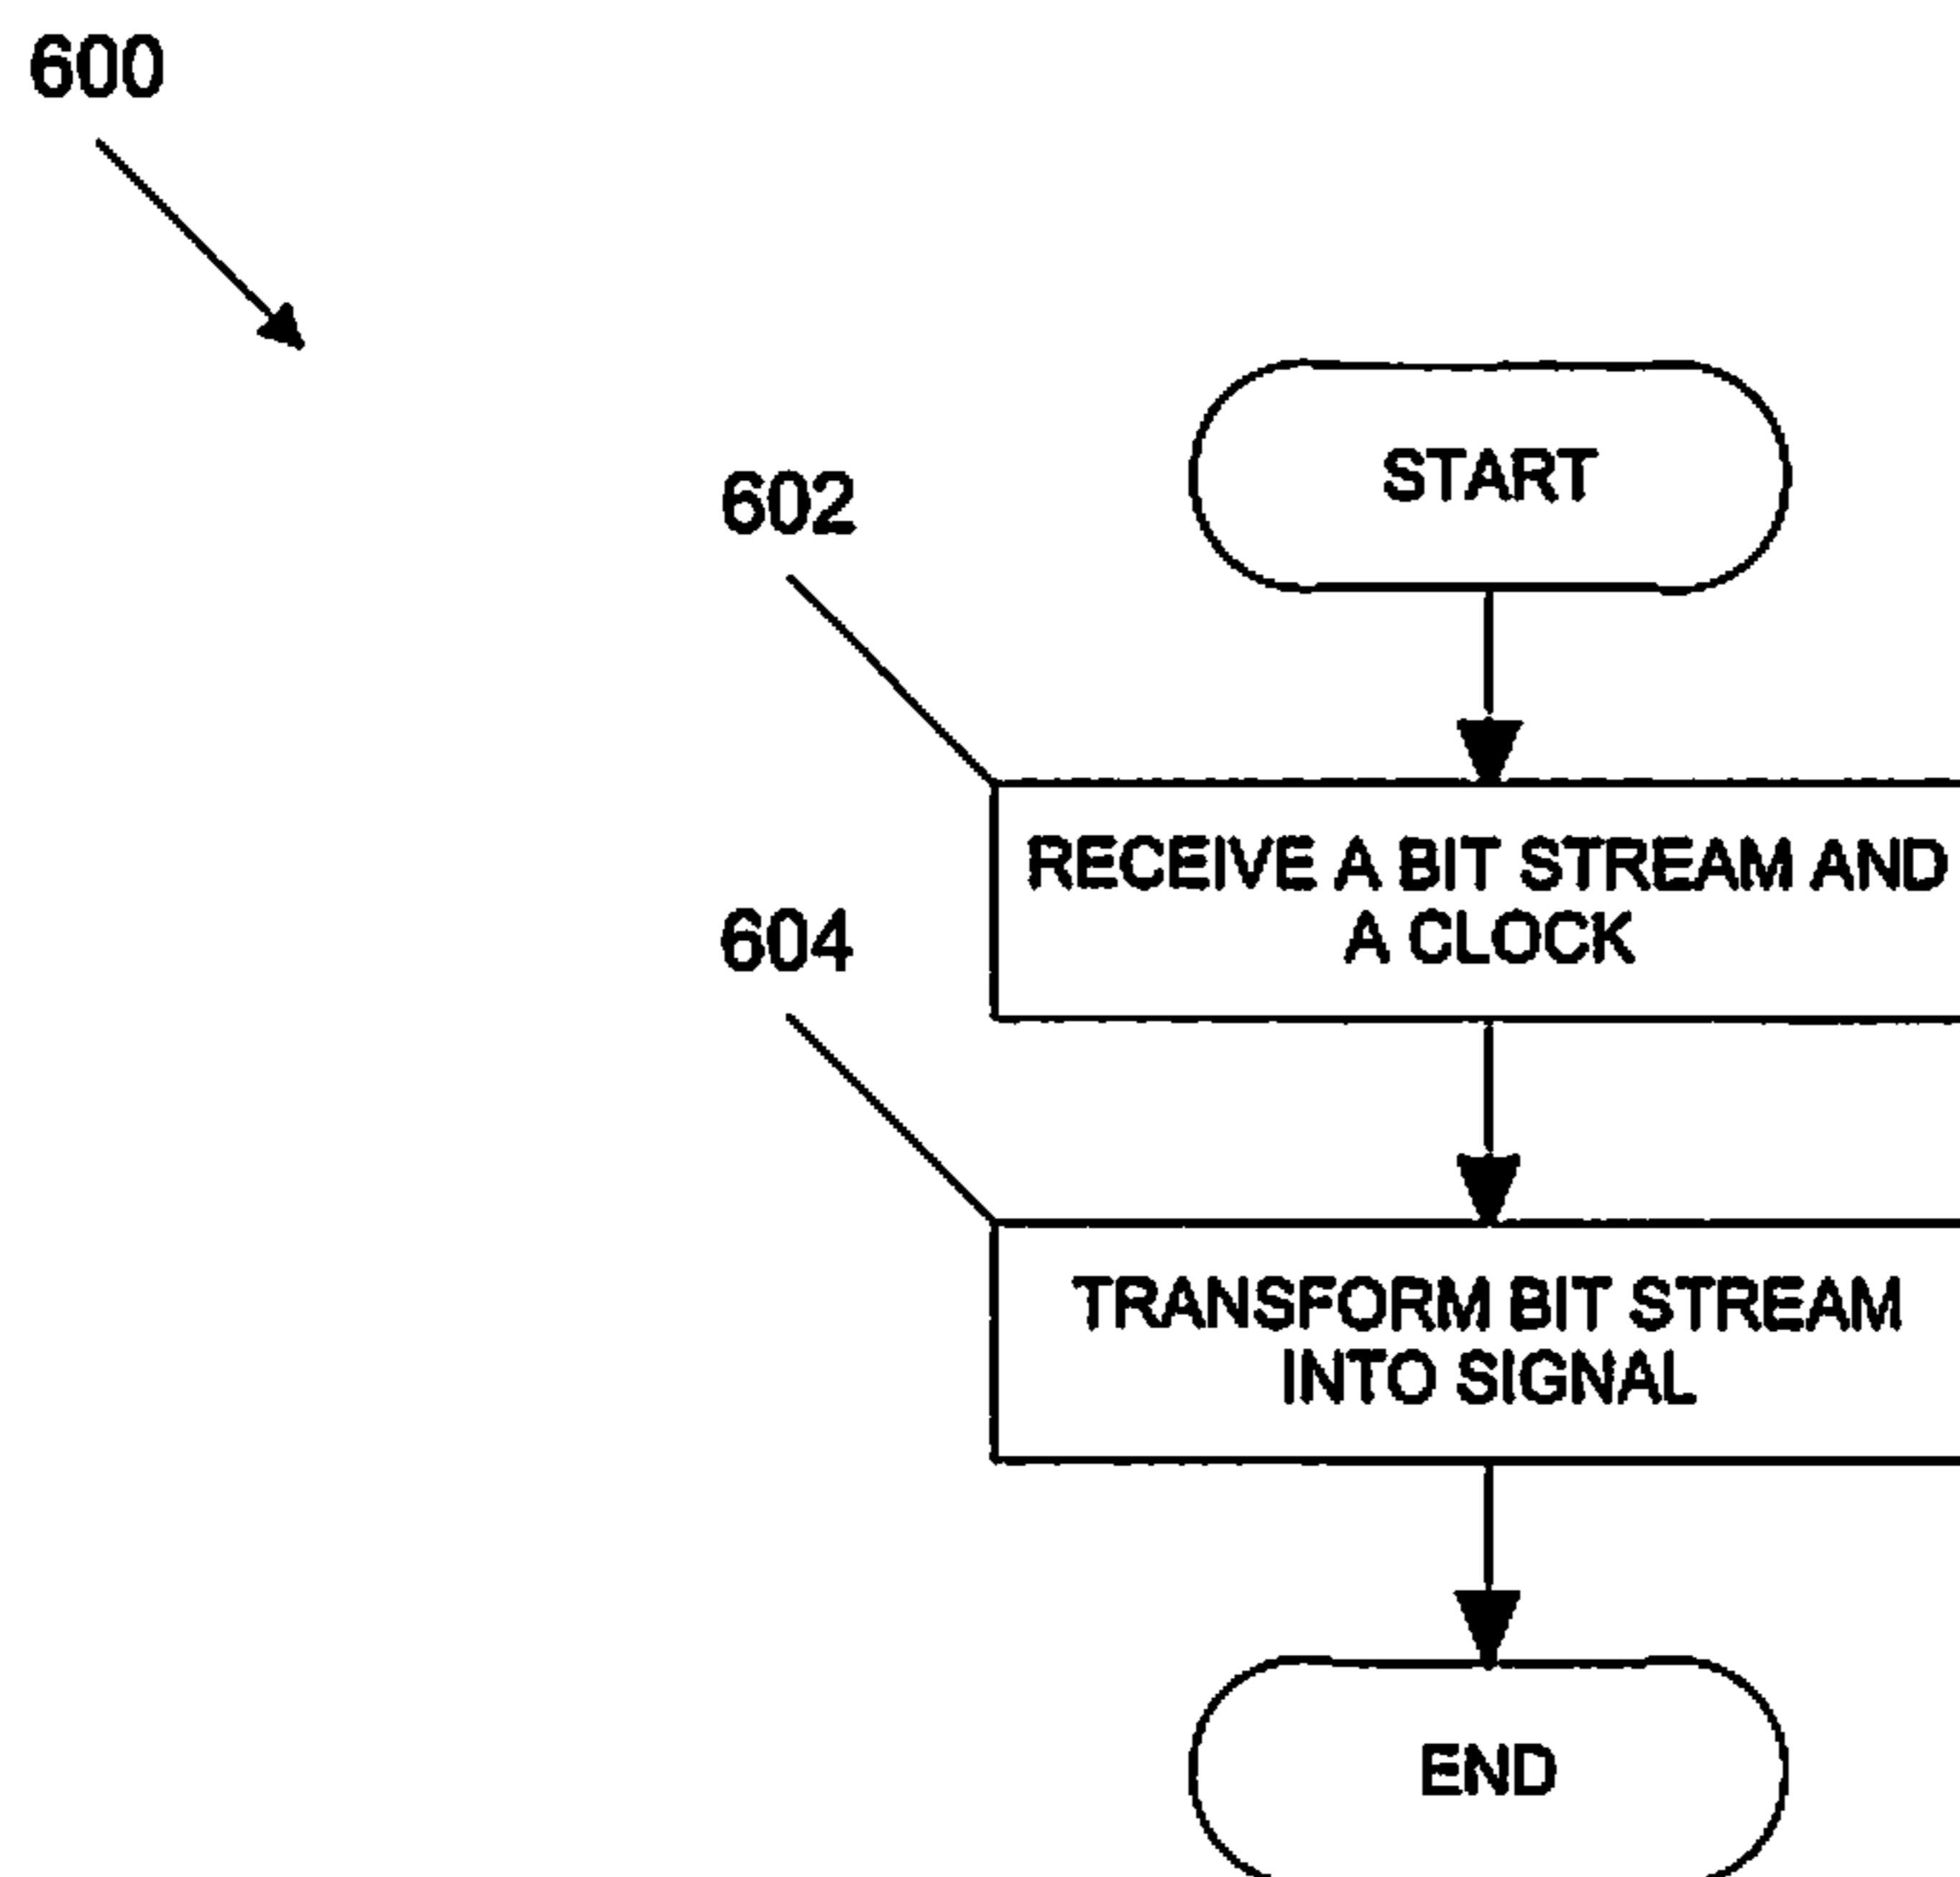 600
START
602
RECEIVE A BIT STREAM AND
A CLOCK
604
TRANSFORM BIT STREAM
INTO SIGNAL
END